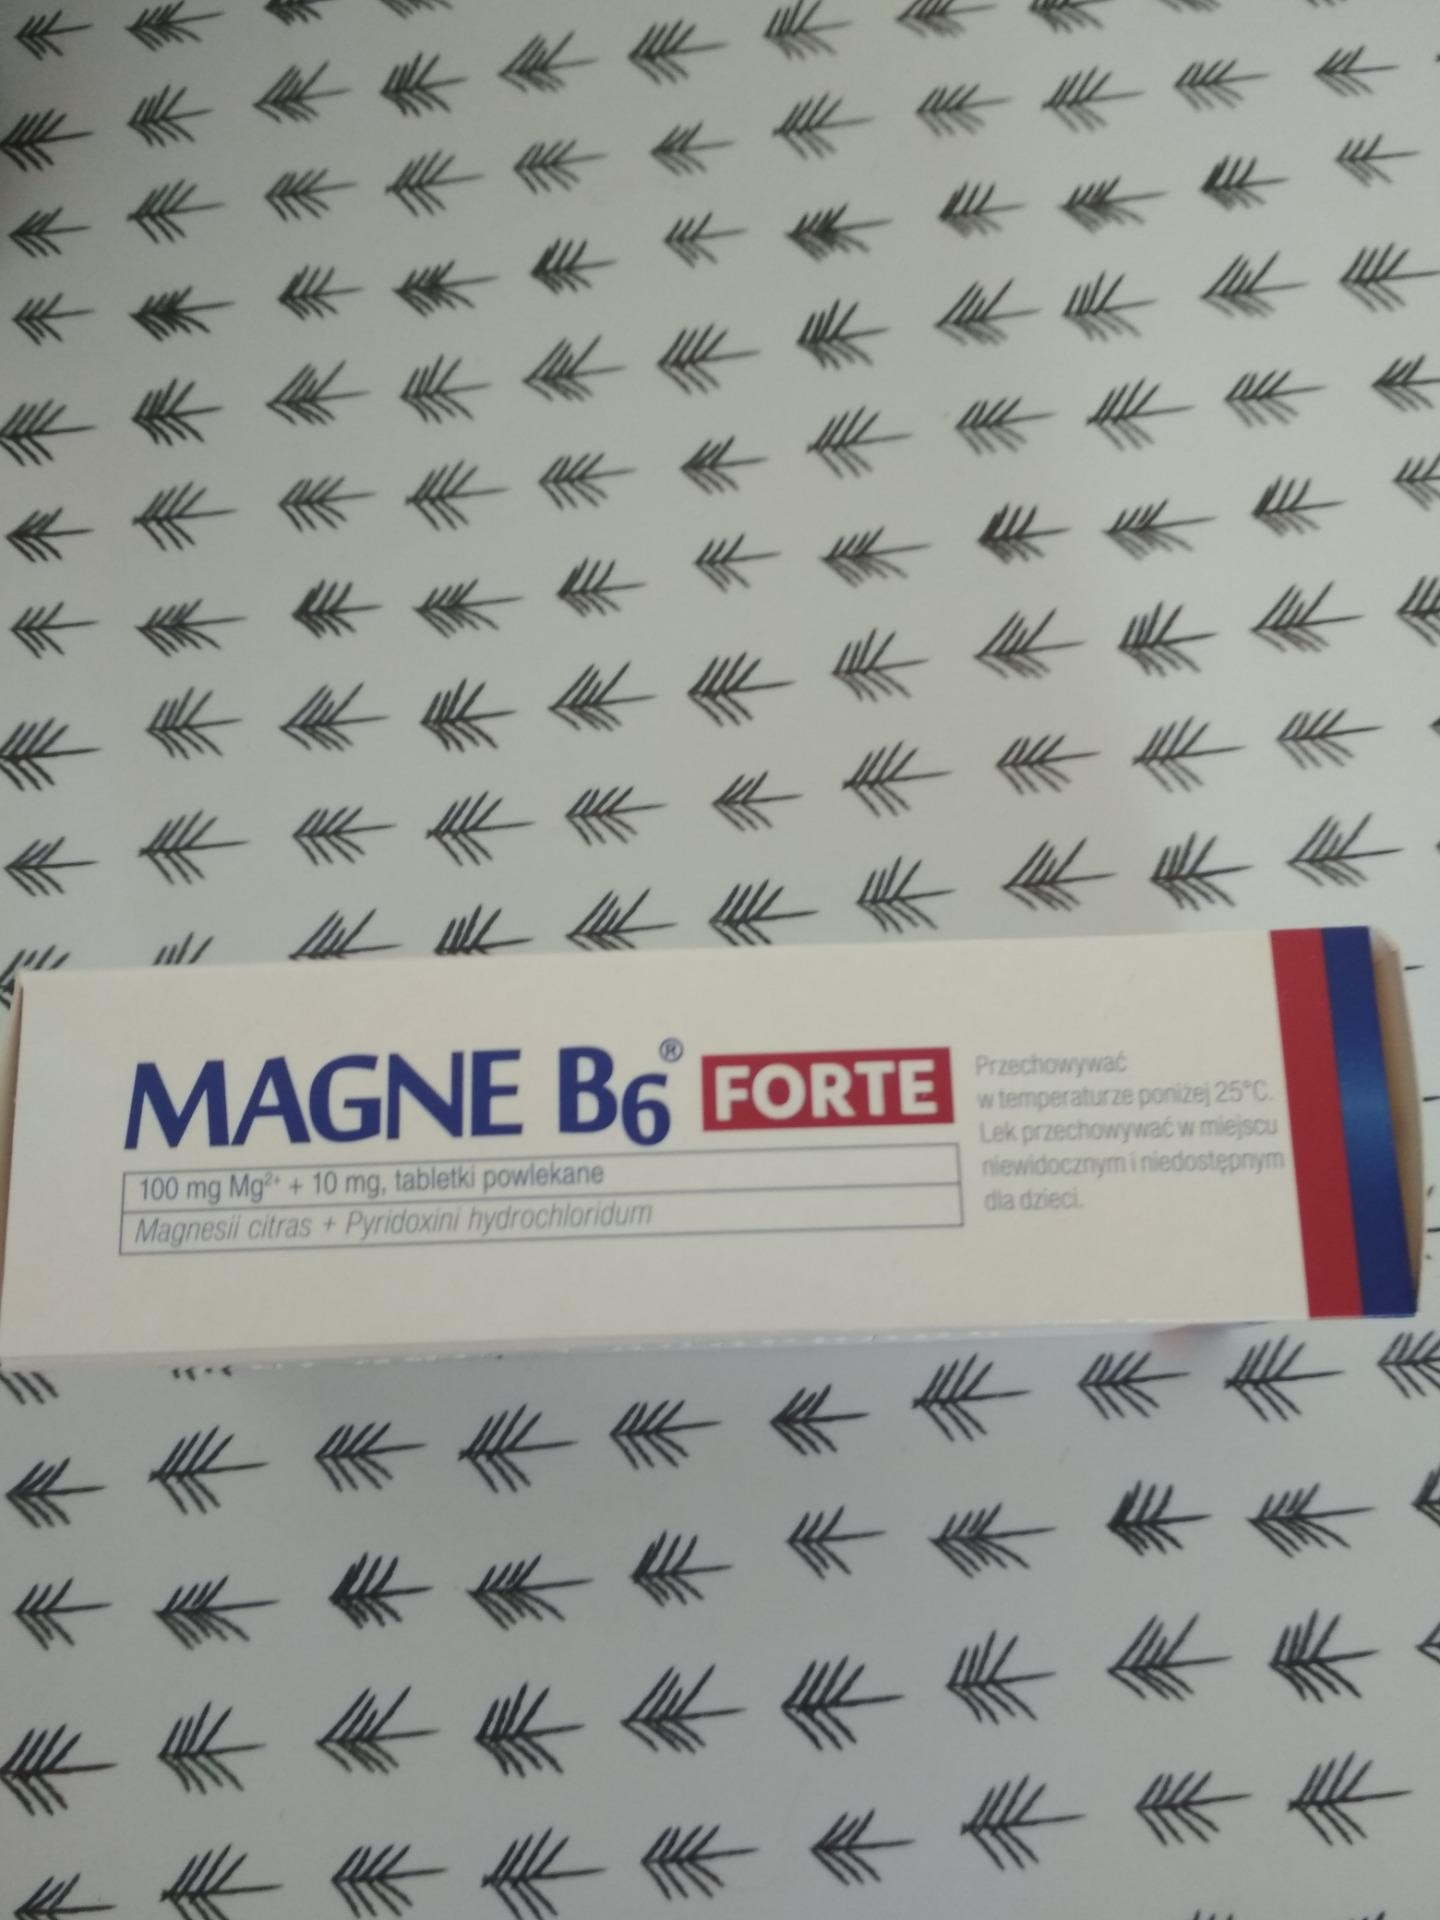 MAGNE B6® FORTE
100 mg Mg²⁺ + 10 mg, tabletki powlekane
Magnesii citras + Pyridoxini hydrochloridum
Przechowywać
w temperaturze poniżej 25°C.
Lek przechowywać w miejscu
niewidocznym i niedostępnym
dla dzieci.